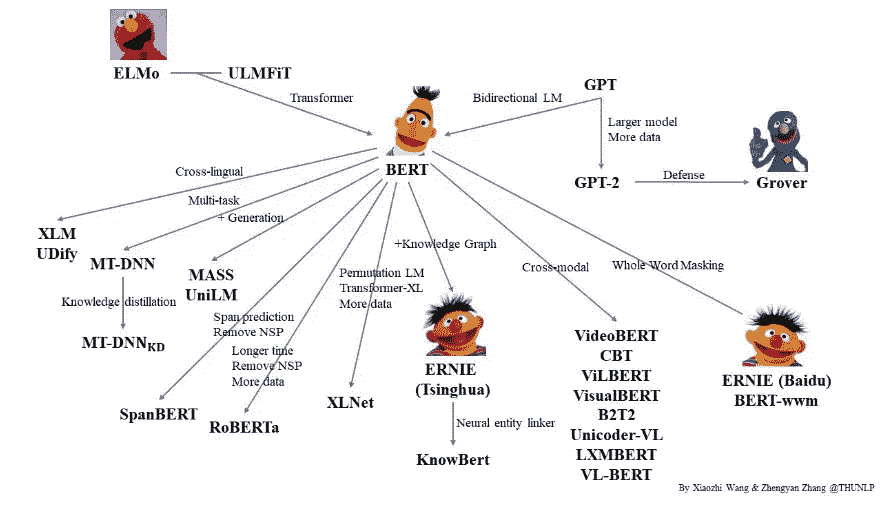 ELMo
ULMFiT
GPT
Transformer
Bidirectional LM
Larger model
More data
BERT
GPT-2
Defense
Grover
Cross-lingual
Multi-task
+ Generation
+Knowledge Graph
Cross-modal
Whole Word Masking
XLM
UDify
MT-DNN
MASS
UniLM
Permutation LM
Transformer-XL
More data
Knowledge distillation
Span prediction
Remove NSP
Longer time
Remove NSP
More data
MT-DNNKD
SpanBERT
RoBERTa
XLNet
ERNIE
(Tsinghua)
Neural entity linker
KnowBert
VideoBERT
CBT
ViLBERT
VisualBERT
B2T2
Unicoder-VL
LXMBERT
VL-BERT
ERNIE (Baidu)
BERT-wwm
By Xiaozhi Wang & Zhengyan Zhang @THUNLP